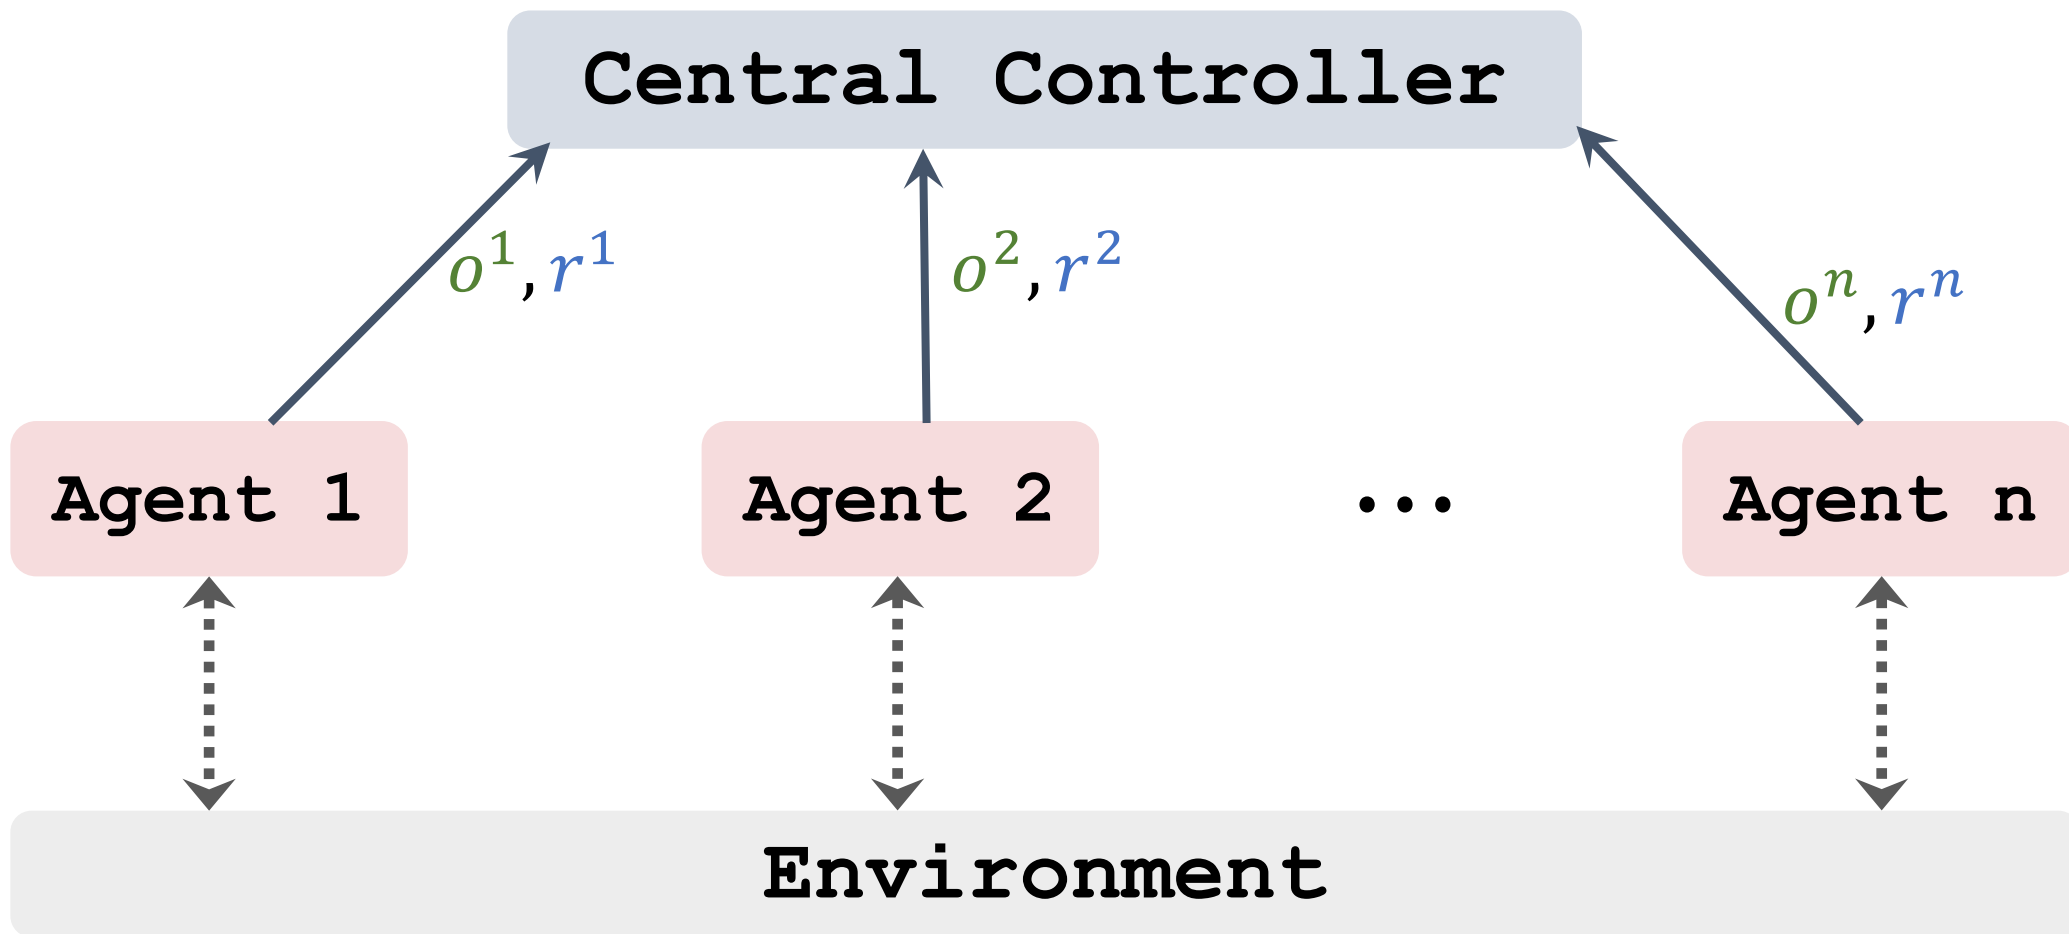 Central Controller
o¹, r¹
o², r²
oⁿ, rⁿ
Agent 1
Agent 2
...
Agent n
Environment